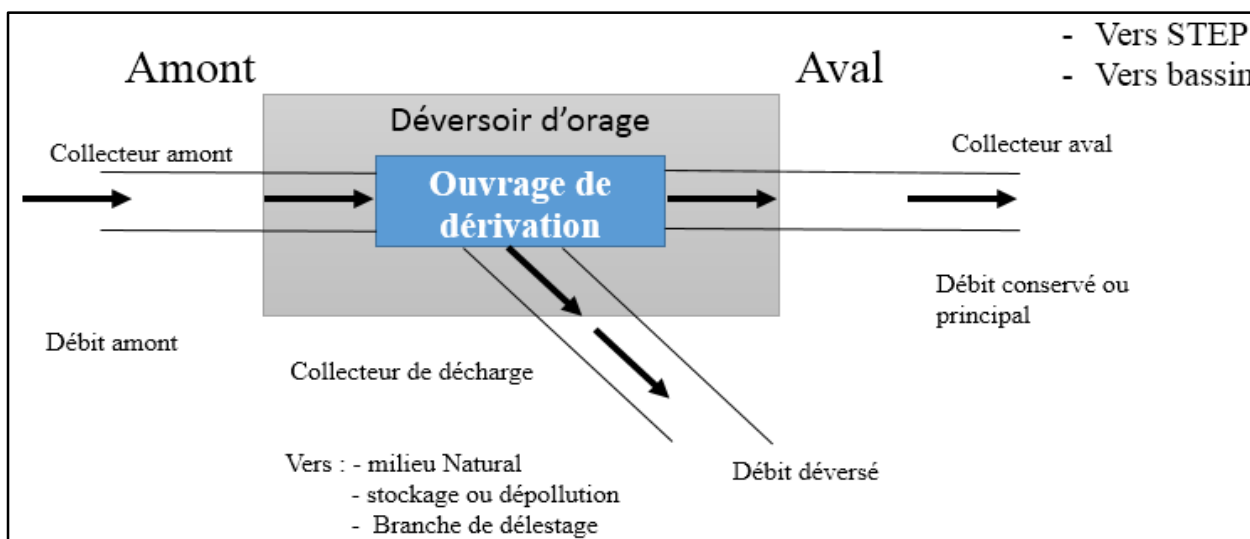 - Vers STEP
- Vers bassin
Amont
Aval
Déversoir d'orage
Collecteur amont
Collecteur aval
Ouvrage de
dérivation
Débit conservé ou
principal
Débit amont
Collecteur de décharge
Vers : - milieu Natural
- stockage ou dépollution
- Branche de délestage
Débit déversé